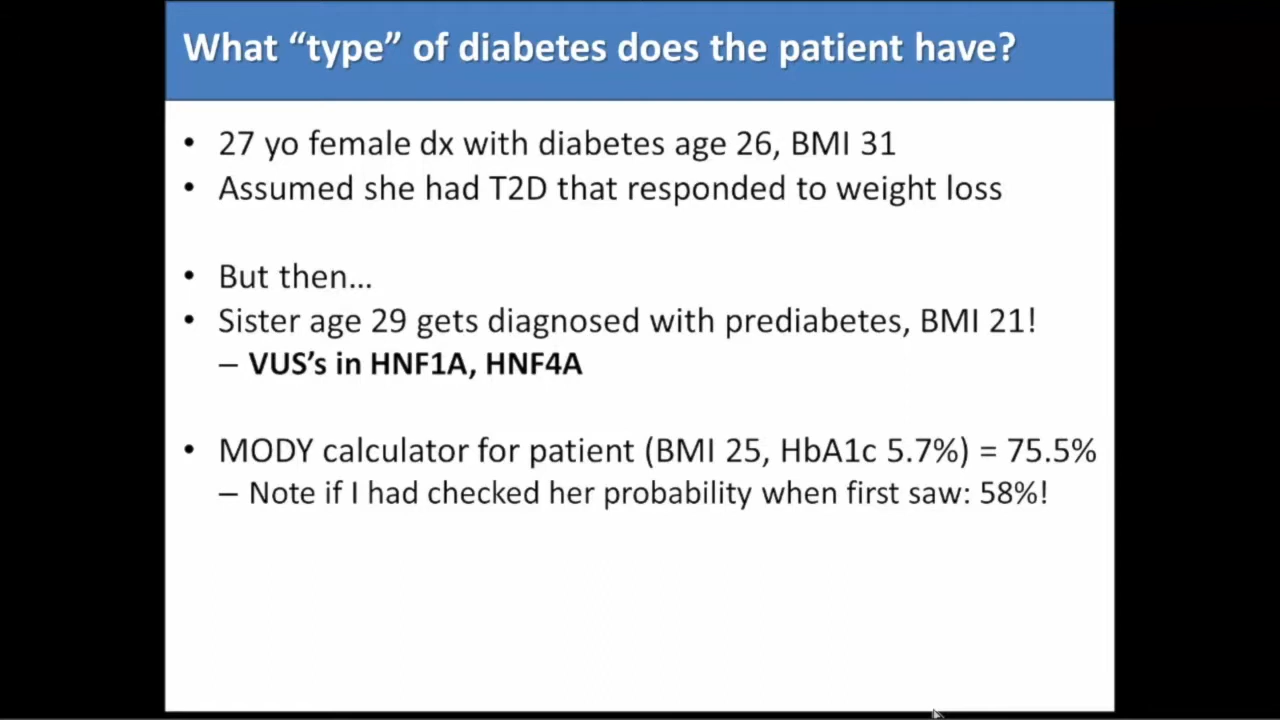 What “type” of diabetes does the patient have?
• 27 yo female dx with diabetes age 26, BMI 31
• Assumed she had T2D that responded to weight loss
• But then…
• Sister age 29 gets diagnosed with prediabetes, BMI 21!
– VUS’s in HNF1A, HNF4A
• MODY calculator for patient (BMI 25, HbA1c 5.7%) = 75.5%
– Note if I had checked her probability when first saw: 58%!